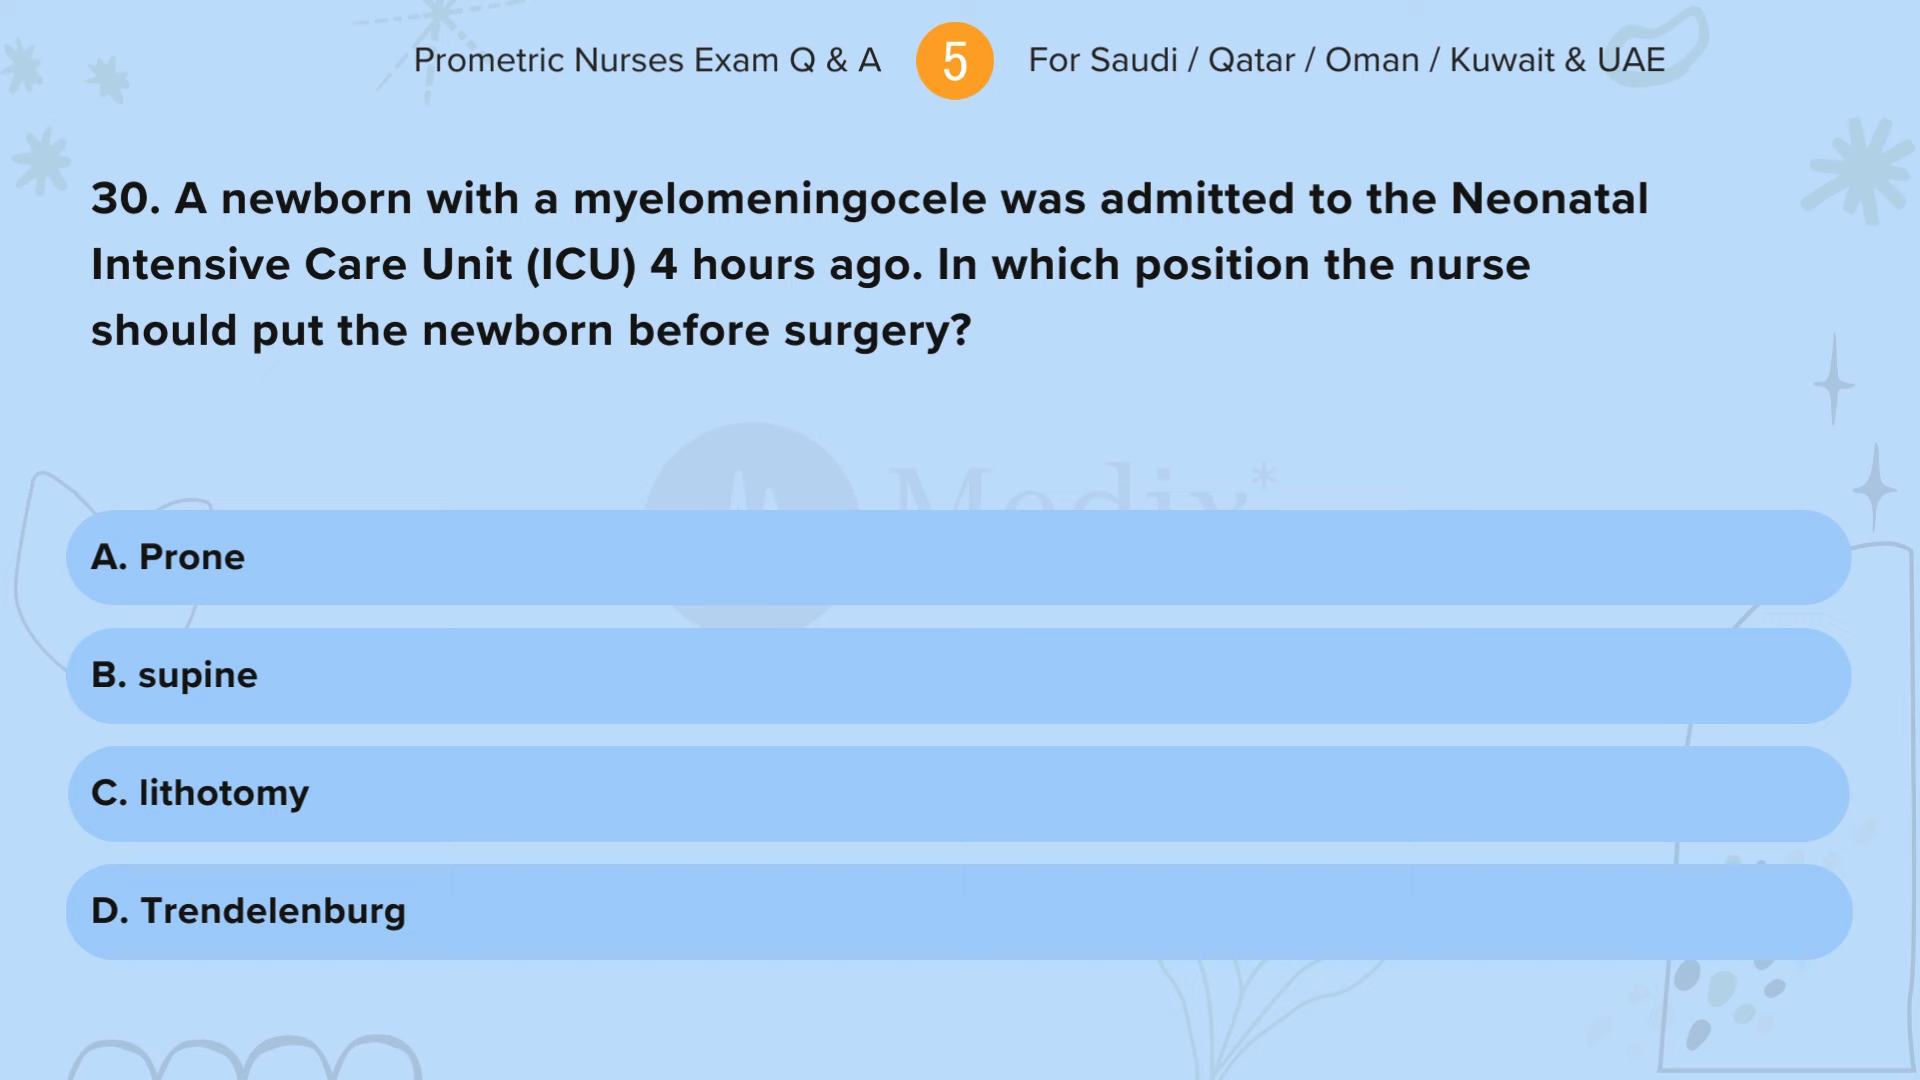 Prometric Nurses Exam Q & A 5 For Saudi / Qatar / Oman / Kuwait & UAE
30. A newborn with a myelomeningocele was admitted to the Neonatal
Intensive Care Unit (ICU) 4 hours ago. In which position the nurse
should put the newborn before surgery?
A. Prone
B. supine
C. lithotomy
D. Trendelenburg